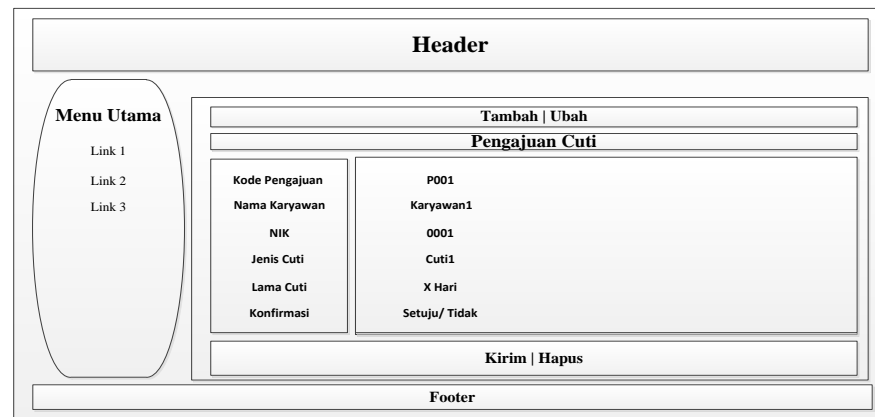 Header
Menu Utama
Link 1
Link 2
Link 3
Tambah | Ubah
Pengajuan Cuti
Kode Pengajuan P001
Nama Karyawan Karyawan1
NIK 0001
Jenis Cuti Cuti1
Lama Cuti X Hari
Konfirmasi Setuju/ Tidak
Kirim | Hapus
Footer